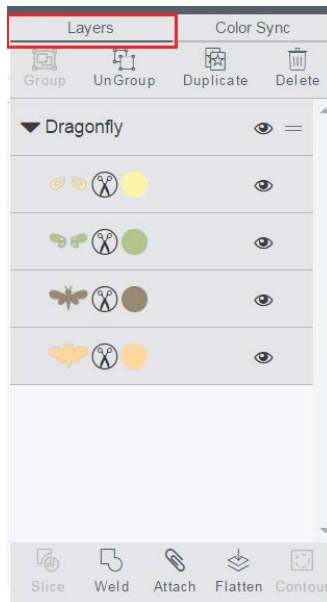 Layers Color Sync
Group UnGroup Duplicate Delete
Dragonfly
Slice Weld Attach Flatten Contour